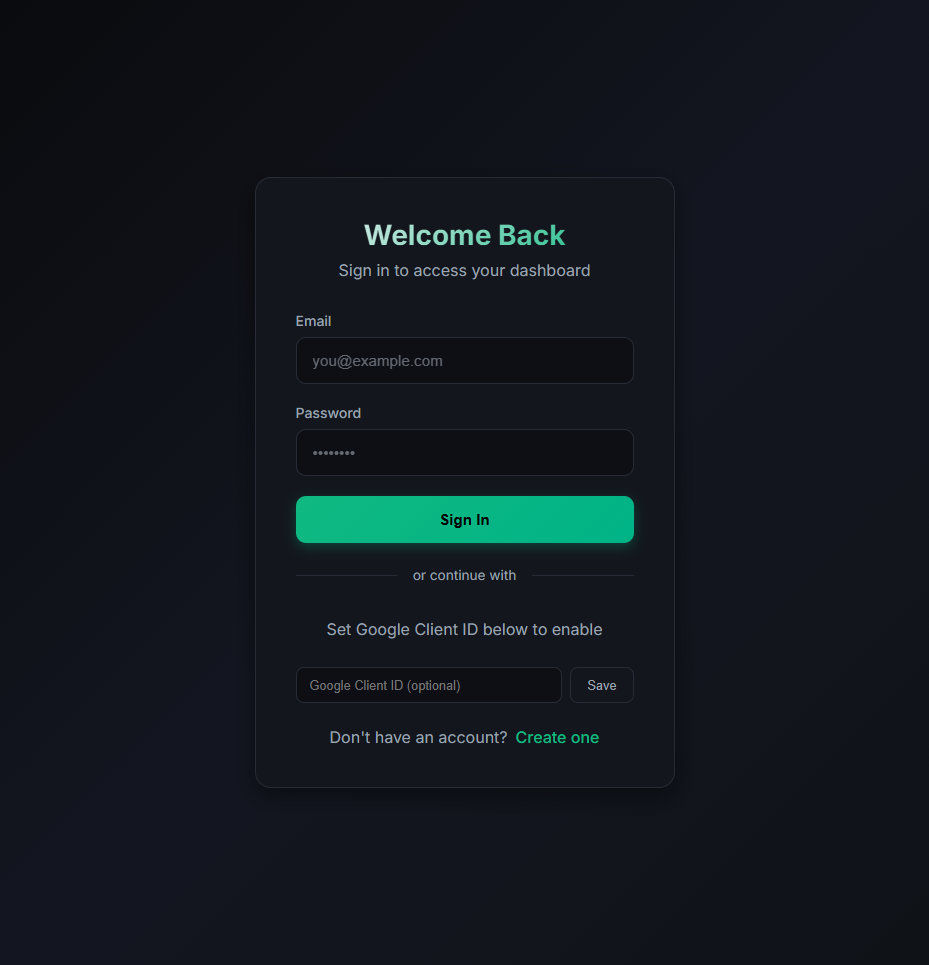 Welcome Back
Sign in to access your dashboard
Email
you@example.com
Password
••••••••
Sign In
or continue with
Set Google Client ID below to enable
Google Client ID (optional)
Save
Don't have an account? Create one